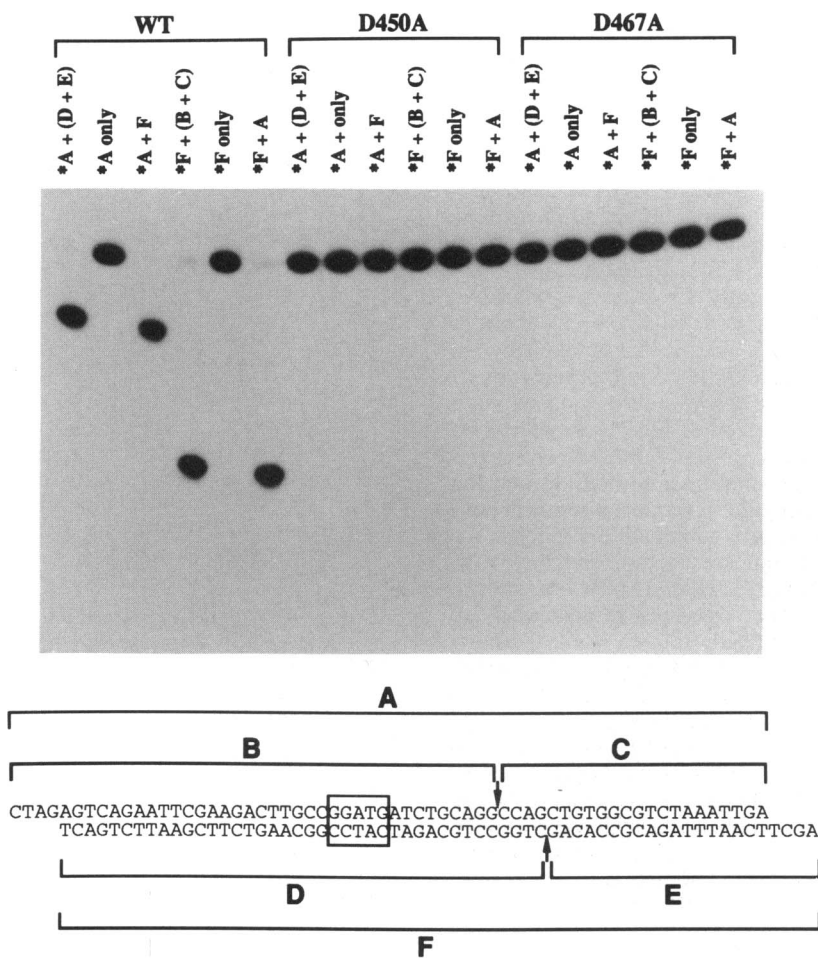 WT D450A D467A
*A + (D + E) *A only *A + F *F + (B + C) *F only *F + A *A + (D + E) *A + only *A + F *F + (B + C) *F only *F + A *A + (D + E) *A only *A + F *F + (B + C) *F only *F + A
A
B C
CTAGAGTCAGAATTCGAAGACTTGCCGGATGATCTGCAGGCCAGCTGTGGCGTCTAAATTGA
TCAGTCTTAAGCTTCTGAACGGCCTACTAGACGTCCGGTCGACACCGCAGATTTAACTTCGA
D E
F